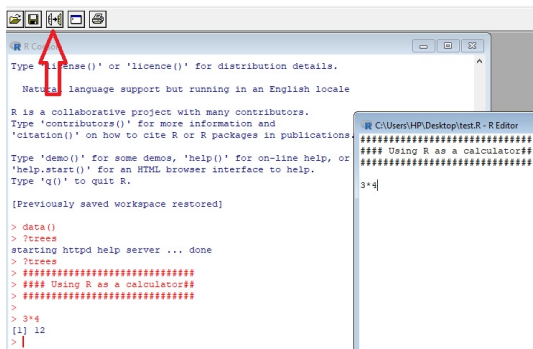 R Co
Type 'license()' or 'licence()' for distribution details.
Natural language support but running in an English locale
R is a collaborative project with many contributors.
Type 'contributors()' for more information and
'citation()' on how to cite R or R packages in publications.
Type 'demo()' for some demos, 'help()' for on-line help, or
'help.start()' for an HTML browser interface to help.
Type 'q()' to quit R.
[Previously saved workspace restored]
> data()
> ?trees
starting httpd help server ... done
> ?trees
> ##############################
> #### Using R as a calculator##
> ##############################
>
> 3*4
[1] 12
>
C:\Users\HP\Desktop\test.R - R Editor
##############################
#### Using R as a calculator##
##############################
3*4